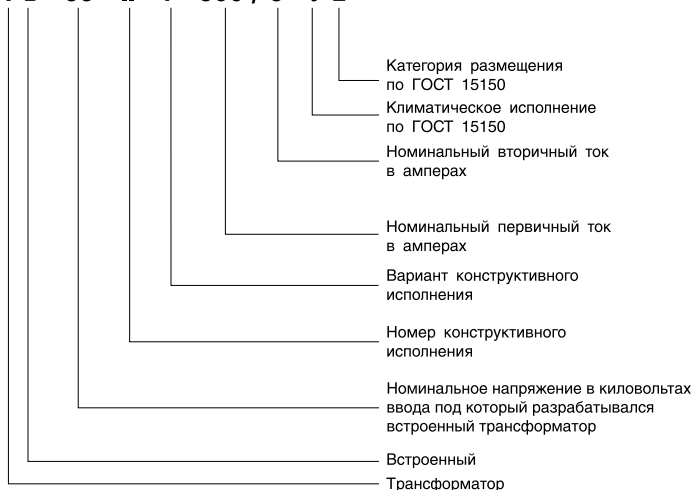 Категория размещения
по ГОСТ 15150
Климатическое исполнение
по ГОСТ 15150
Номинальный вторичный ток
в амперах
Номинальный первичный ток
в амперах
Вариант конструктивного
исполнения
Номер конструктивного
исполнения
Номинальное напряжение в киловольтах
ввода под который разрабатывался
встроенный трансформатор
Встроенный
Трансформатор